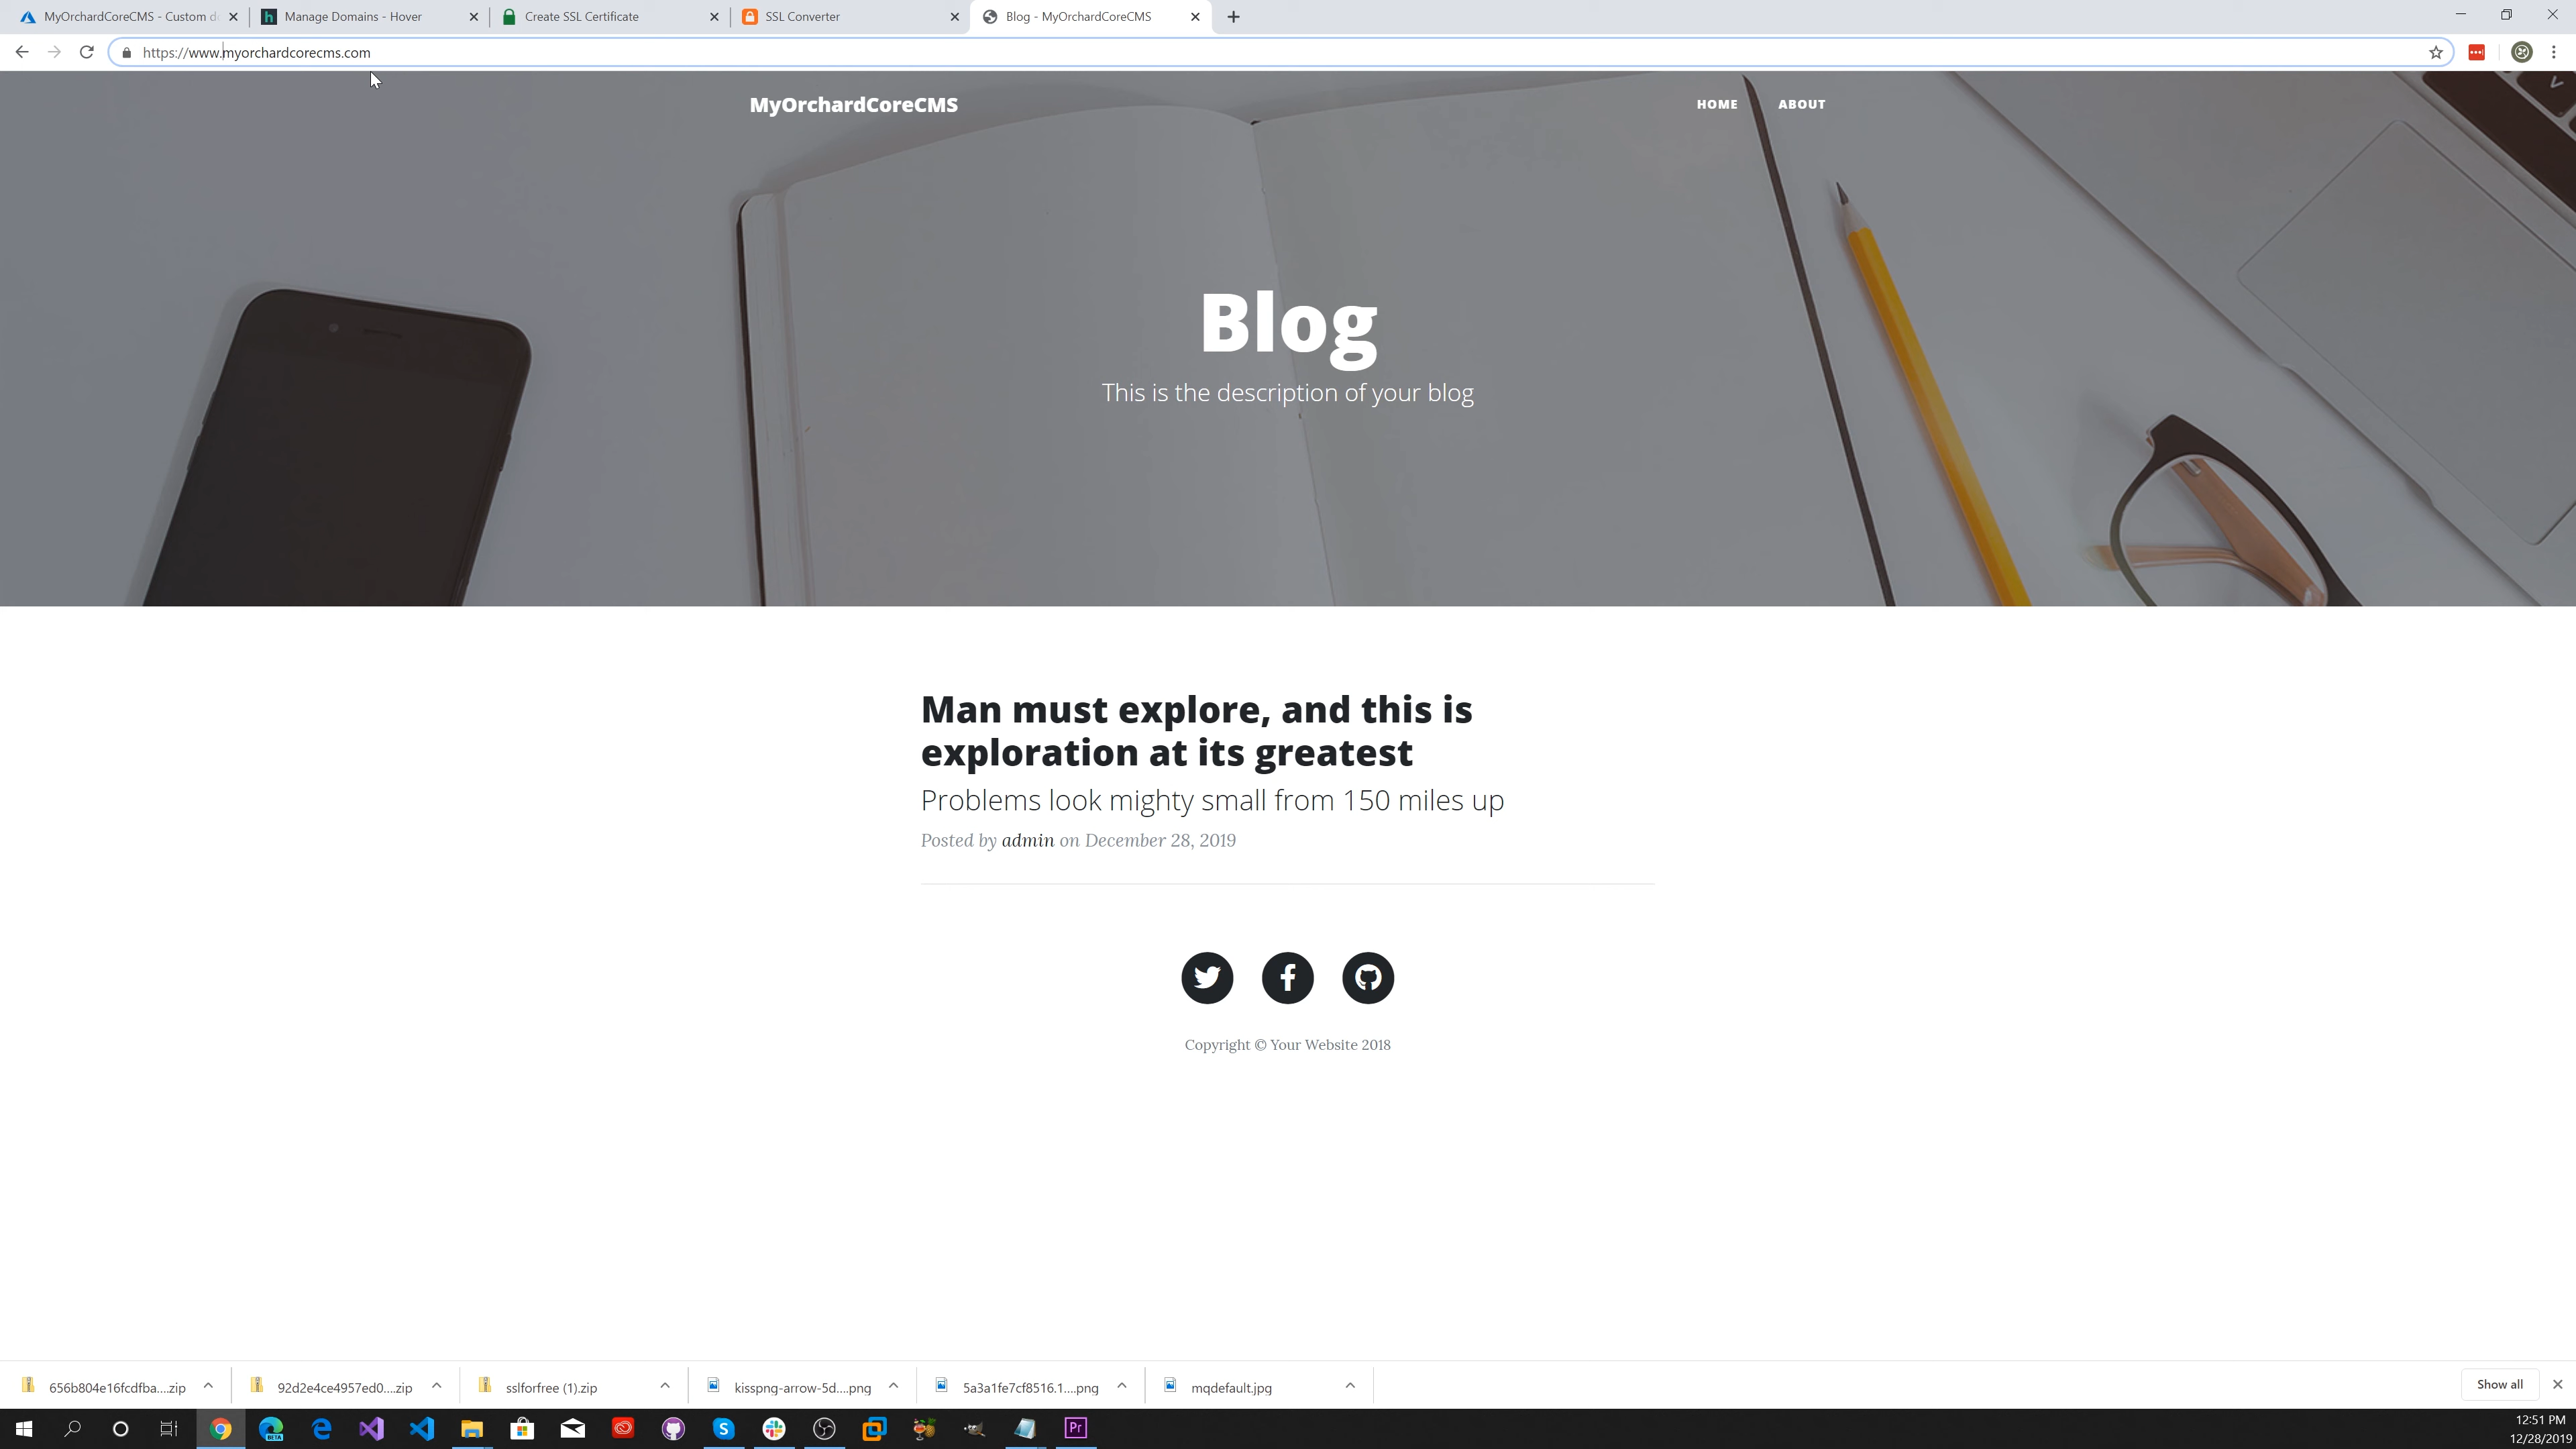 MyOrchardCoreCMS - Custom d
Manage Domains - Hover
Create SSL Certificate
SSL Converter
Blog - MyOrchardCoreCMS
https://www.myorchardcorecms.com
MyOrchardCoreCMS
HOME
ABOUT
Blog
This is the description of your blog
Man must explore, and this is
exploration at its greatest
Problems look mighty small from 150 miles up
Posted by admin on December 28, 2019
Copyright © Your Website 2018
656b804e16fcdfba....zip
92d2e4ce4957ed0....zip
sslforfree (1).zip
kisspng-arrow-5d....png
5a3a1fe7cf8516.1....png
mqdefault.jpg
Show all
BETA
Pr
12:51 PM
12/28/2019